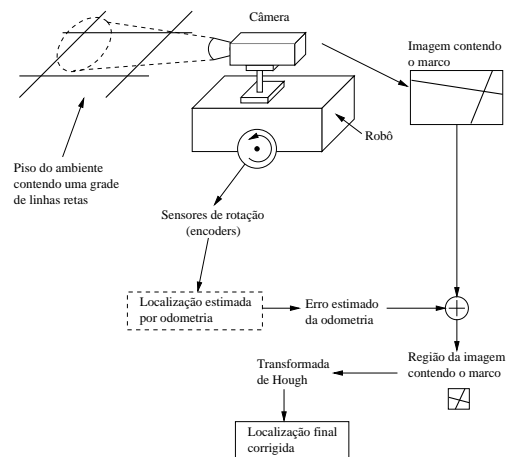 Câmera
Imagem contendo
o marco
Robô
Piso do ambiente
contendo uma grade
de linhas retas
Sensores de rotação
(encoders)
Localização estimada
por odometria
Erro estimado
da odometria
Região da imagem
contendo o marco
Transformada
de Hough
Localização final
corrigida